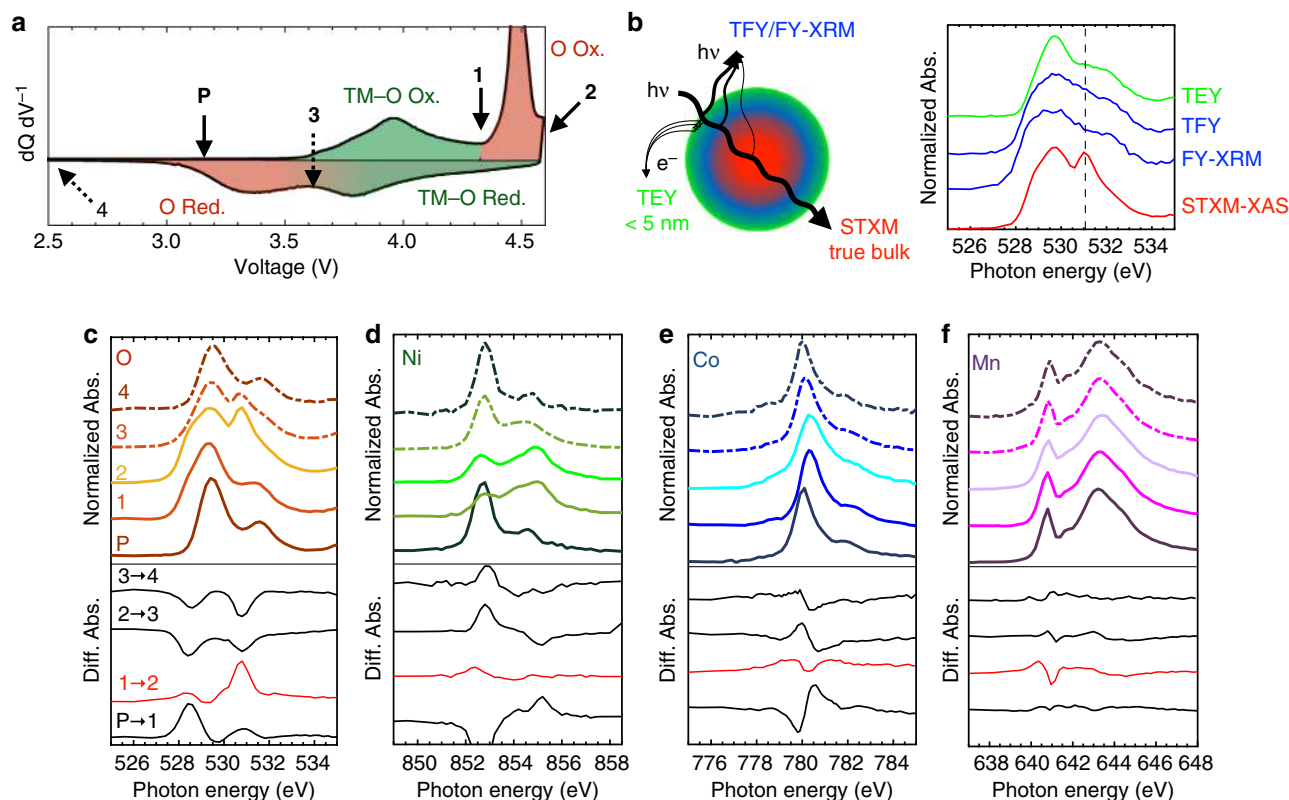 a
dQ dV⁻¹
P
3
TM–O Ox.
1
O Ox.
2
4
O Red.
TM–O Red.
2.5 3.0 3.5 4.0 4.5
Voltage (V)
b
TFY/FY-XRM
hν
hν
e⁻
TEY
< 5 nm
STXM
true bulk
Normalized Abs.
TEY
TFY
FY-XRM
STXM-XAS
526 528 530 532 534
Photon energy (eV)
c
O
4
3
2
1
P
Normalized Abs.
3→4
2→3
1→2
P→1
Diff. Abs.
526 528 530 532 534
Photon energy (eV)
d
Ni
Normalized Abs.
Diff. Abs.
850 852 854 856 858
Photon energy (eV)
e
Co
Normalized Abs.
Diff. Abs.
776 778 780 782 784
Photon energy (eV)
f
Mn
Normalized Abs.
Diff. Abs.
638 640 642 644 646 648
Photon energy (eV)